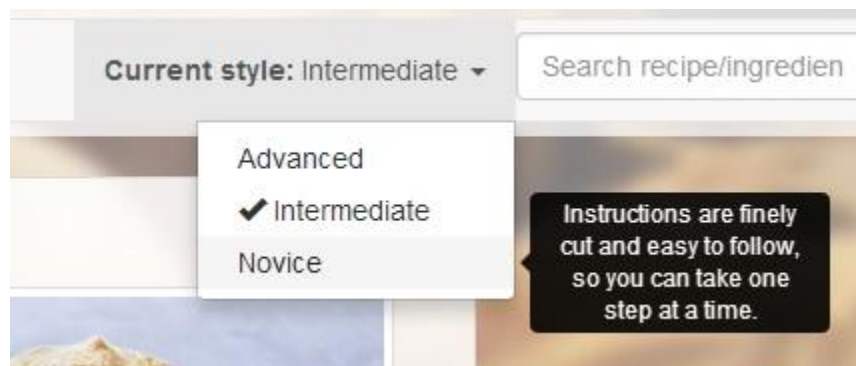 Current style: Intermediate
Search recipe/ingredien
Advanced
Intermediate
Novice
Instructions are finely
cut and easy to follow,
so you can take one
step at a time.